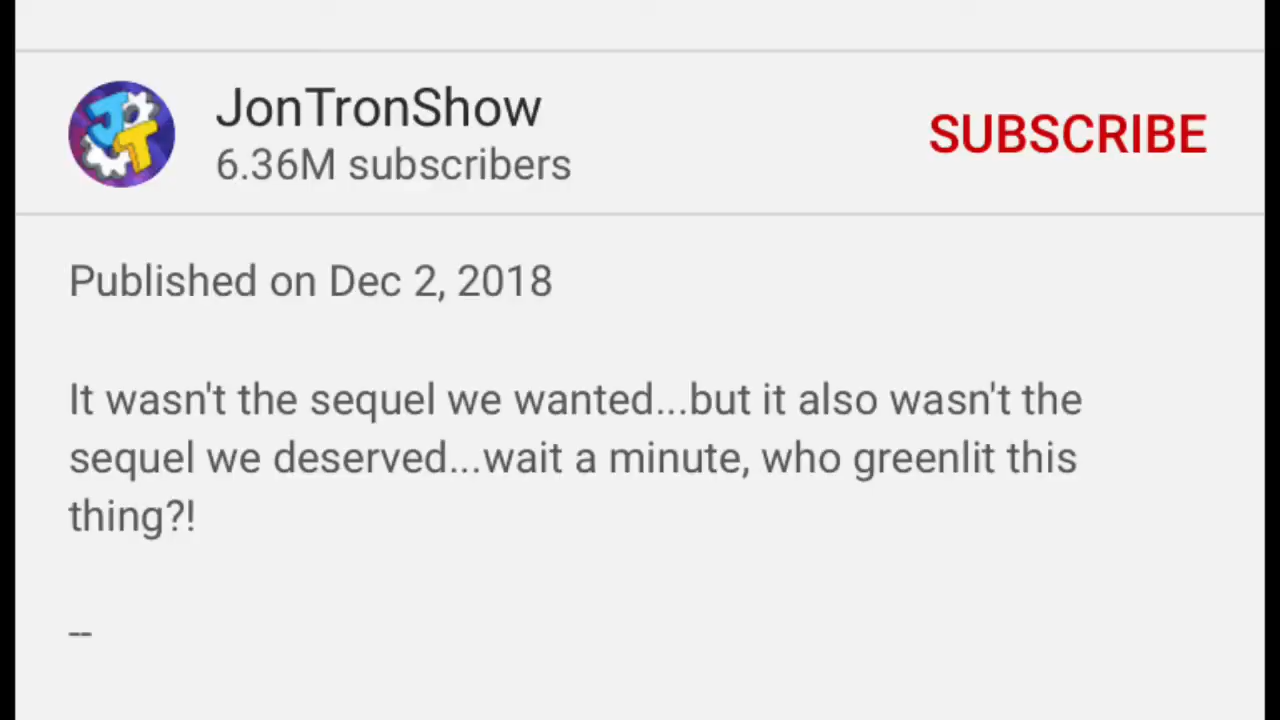 JonTronShow
6.36M subscribers
SUBSCRIBE
Published on Dec 2, 2018
It wasn't the sequel we wanted...but it also wasn't the
sequel we deserved...wait a minute, who greenlit this
thing?!
--